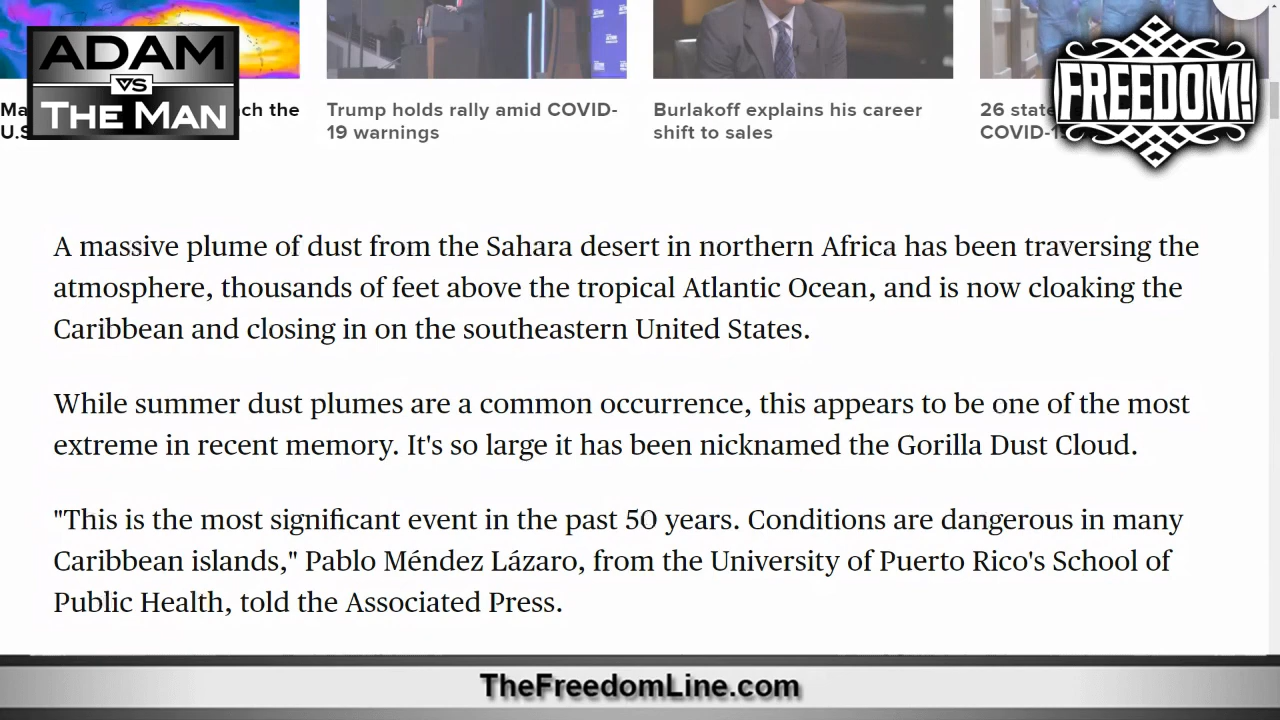 ADAM
VS
THE MAN
FREEDOM!
Ma
ch the
U.S
Trump holds rally amid COVID-
19 warnings
Burlakoff explains his career
shift to sales
26 state
COVID-1
A massive plume of dust from the Sahara desert in northern Africa has been traversing the
atmosphere, thousands of feet above the tropical Atlantic Ocean, and is now cloaking the
Caribbean and closing in on the southeastern United States.
While summer dust plumes are a common occurrence, this appears to be one of the most
extreme in recent memory. It's so large it has been nicknamed the Gorilla Dust Cloud.
"This is the most significant event in the past 50 years. Conditions are dangerous in many
Caribbean islands," Pablo Méndez Lázaro, from the University of Puerto Rico's School of
Public Health, told the Associated Press.
TheFreedomLine.com